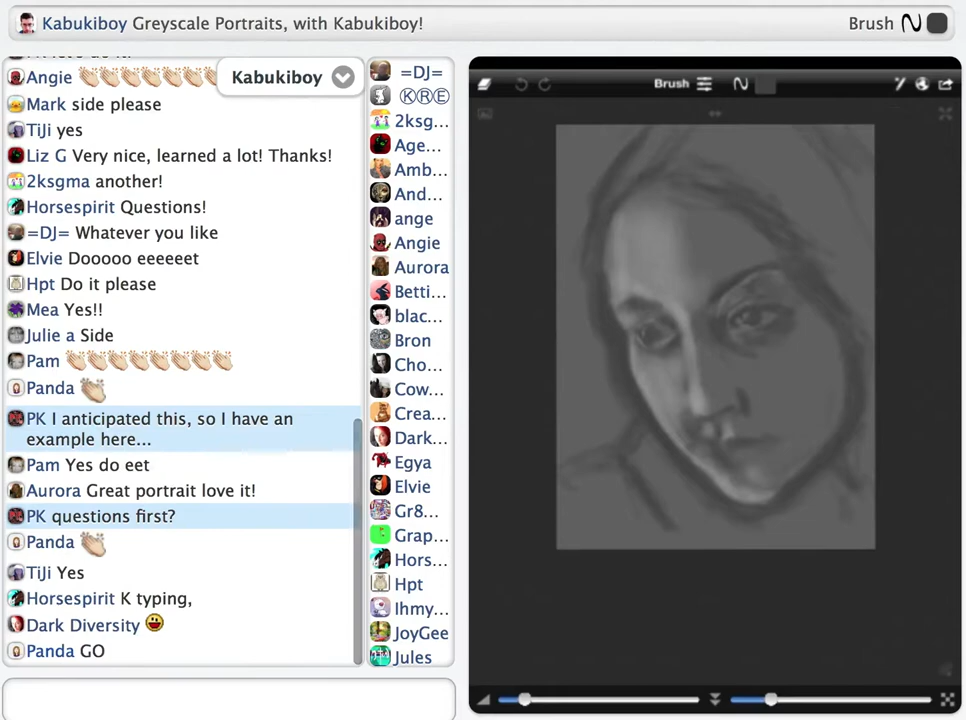 Kabukiboy Greyscale Portraits, with Kabukiboy!
Brush
Kabukiboy
Angie
Mark side please
TiJi yes
Liz G Very nice, learned a lot! Thanks!
2ksgma another!
Horsespirit Questions!
=DJ= Whatever you like
Elvie Dooooo eeeeeet
Hpt Do it please
Mea Yes!!
Julie a Side
Pam
Panda
PK I anticipated this, so I have an
example here...
Pam Yes do eet
Aurora Great portrait love it!
PK questions first?
Panda
TiJi Yes
Horsespirit K typing,
Dark Diversity
Panda GO
=DJ=
ⓀⓇⒺ
2ksg...
Age...
Amb...
And...
ange
Angie
Aurora
Betti...
blac...
Bron
Cho...
Cow...
Crea...
Dark...
Egya
Elvie
Gr8...
Grap...
Hors...
Hpt
Ihmy...
JoyGee
Jules
Brush